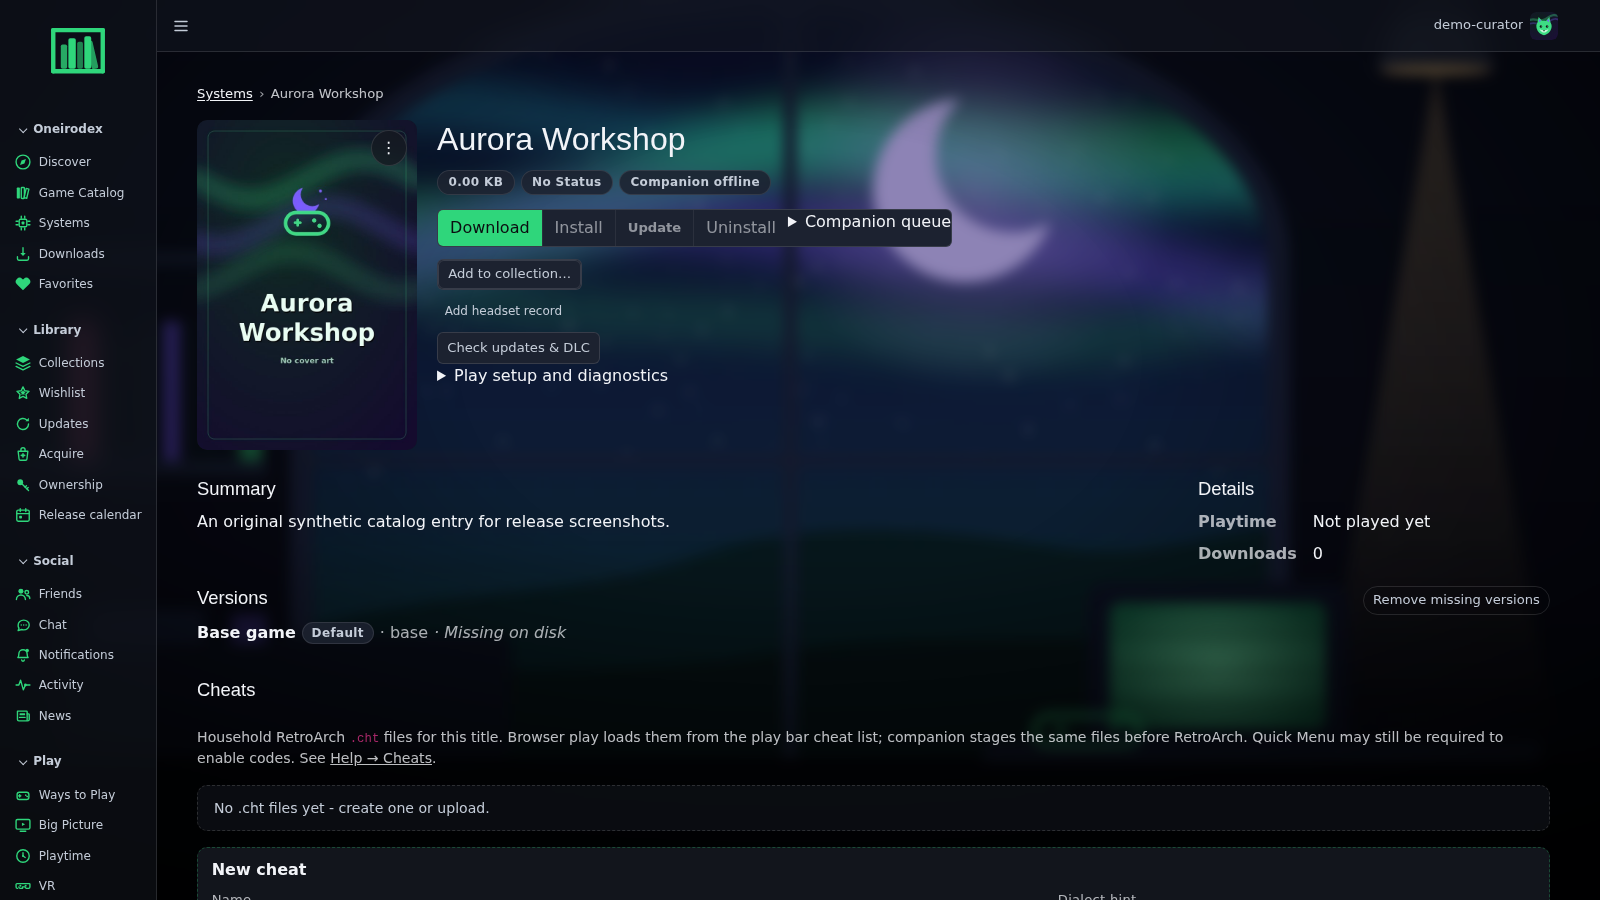 demo-curator
Oneirodex
Discover
Game Catalog
Systems
Downloads
Favorites
Library
Collections
Wishlist
Updates
Acquire
Ownership
Release calendar
Social
Friends
Chat
Notifications
Activity
News
Play
Ways to Play
Big Picture
Playtime
VR
Systems › Aurora Workshop
Aurora
Workshop
No cover art
Aurora Workshop
0.00 KB No Status Companion offline
Download Install Update Uninstall ▶ Companion queue
Add to collection...
Add headset record
Check updates & DLC
▶ Play setup and diagnostics
Summary
An original synthetic catalog entry for release screenshots.
Details
Playtime Not played yet
Downloads 0
Versions
Remove missing versions
Base game Default · base · Missing on disk
Cheats
Household RetroArch .cht files for this title. Browser play loads them from the play bar cheat list; companion stages the same files before RetroArch. Quick Menu may still be required to
enable codes. See Help → Cheats.
No .cht files yet - create one or upload.
New cheat
Name Dialect hint